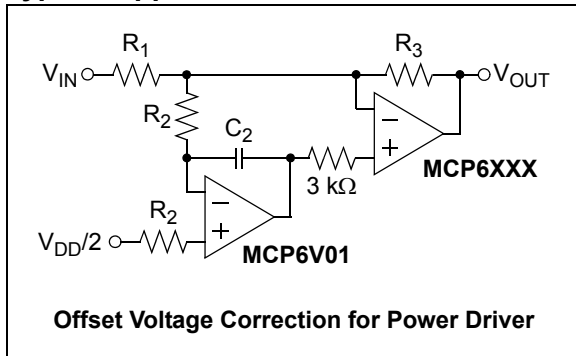 R1 R3
VIN VOUT
R2
C2
− −
+ +
3 kΩ MCP6XXX
R2 −
VDD/2 +
MCP6V01
Offset Voltage Correction for Power Driver